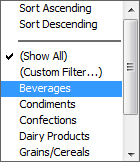 Sort Ascending
Sort Descending
(Show All)
(Custom Filter...)
Beverages
Condiments
Confections
Dairy Products
Grains/Cereals